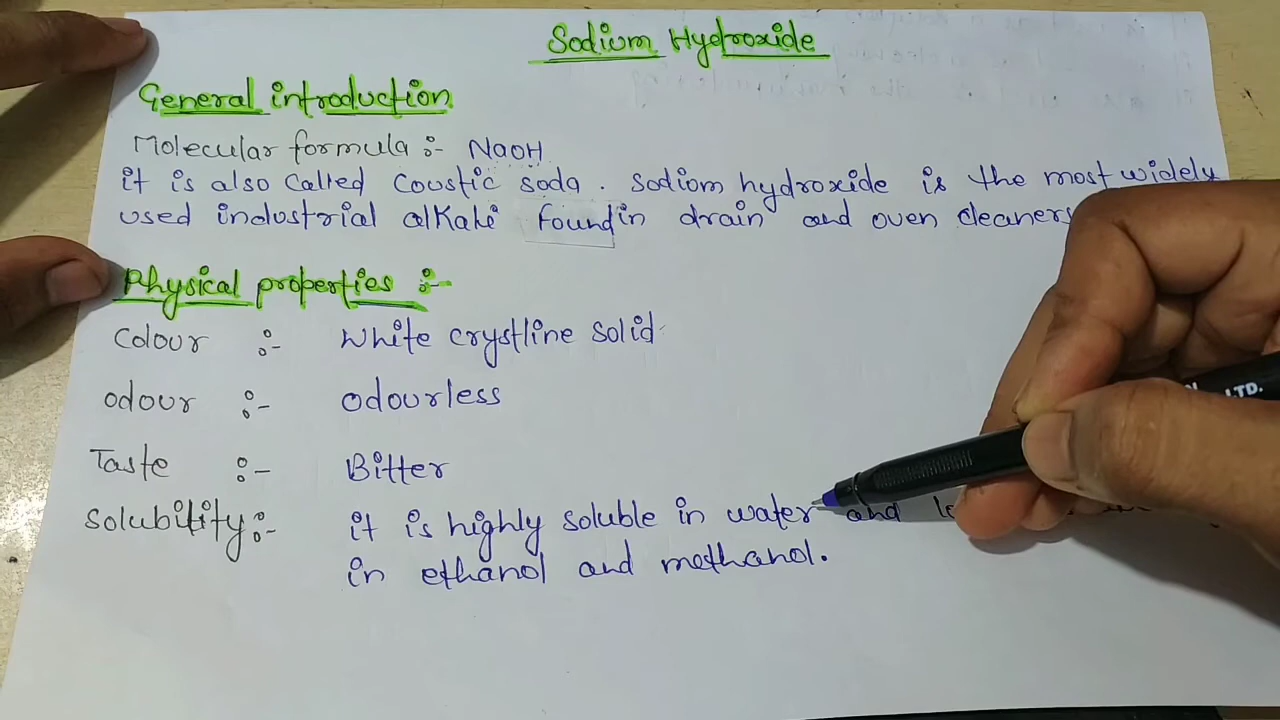 Sodium Hydroxide
General introduction
Molecular formula :- NaOH
it is also called Coustic soda. Sodium hydroxide is the most widely
used industrial alkali found in drain and oven cleaners
Physical properties :-
Colour :- White crystline solid
odour :- odourless
Taste :- Bitter
Solubility :- it is highly soluble in water and
in ethanol and methanol.
LTD.